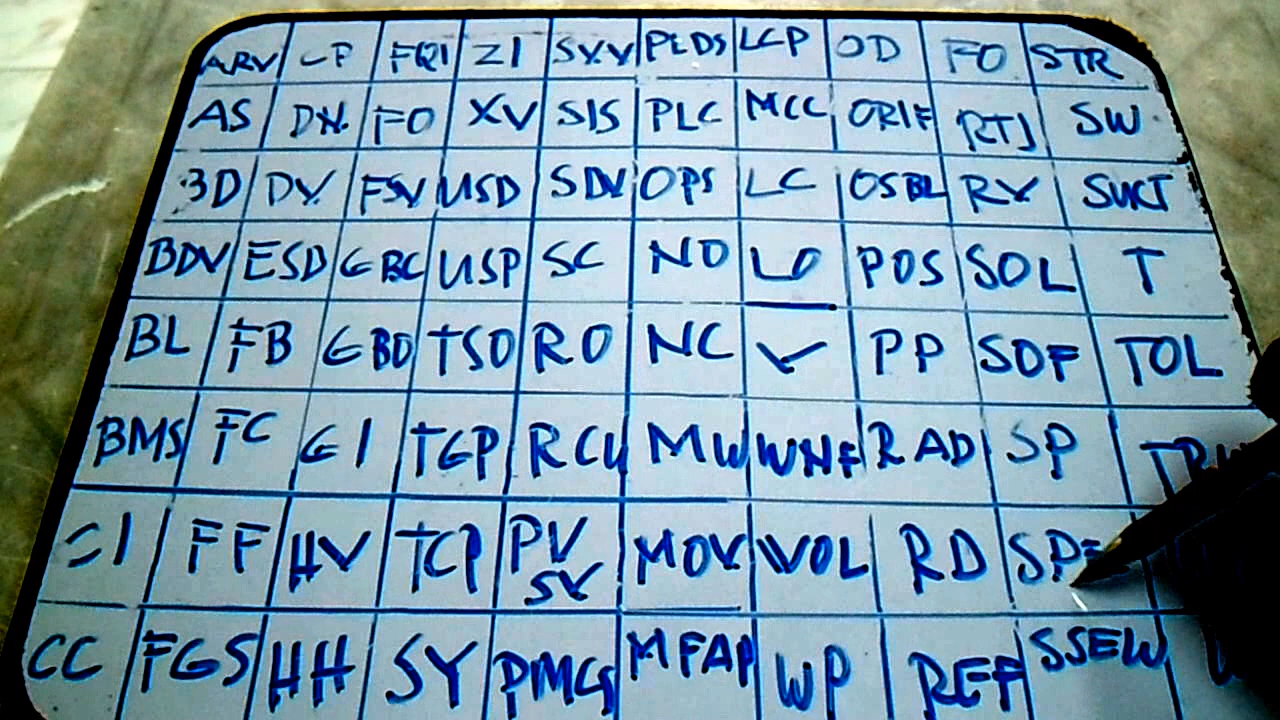 ARV CP FQI ZI SXV PLDS LCP OD FO STR
AS DN. FO XV SIS PLC MCC ORIF RTJ SW
3D DV FSV USD SDV OPS LC OSBL RV
BDV ESD GBC USP SC NO LO POS SOL T
BL FB GBO TSO RO NC PP SOF TOL
BMS FC GI TGP RCU MW WNF RAD SP
CI FF HV TCP PV SV MOV VOL RD
CC FGS HH SY PMCS MFAP WP REF SSEW